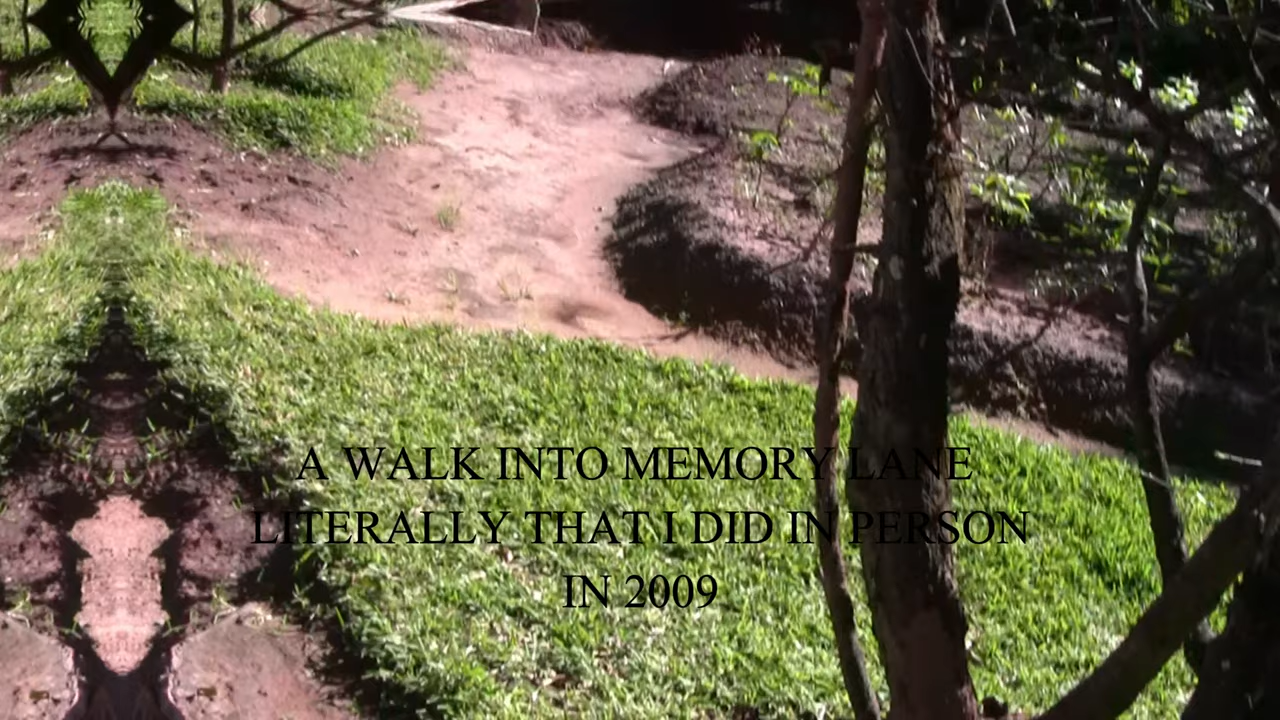 A WALK INTO MEMORY LANE
LITERALLY THAT I DID IN PERSON
IN 2009